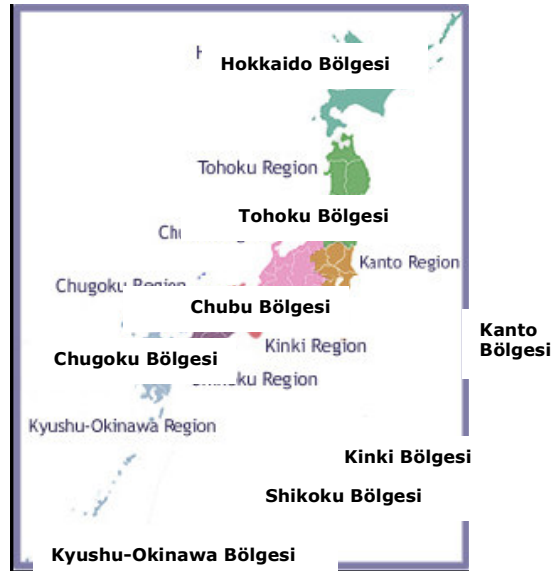 Hokkaido Bölgesi
Tohoku Region
Tohoku Bölgesi
Kanto Region
Chugoku Region
Chubu Bölgesi
Kanto
Bölgesi
Kinki Region
Chugoku Bölgesi
Region
Kyushu-Okinawa Region
Kinki Bölgesi
Shikoku Bölgesi
Kyushu-Okinawa Bölgesi